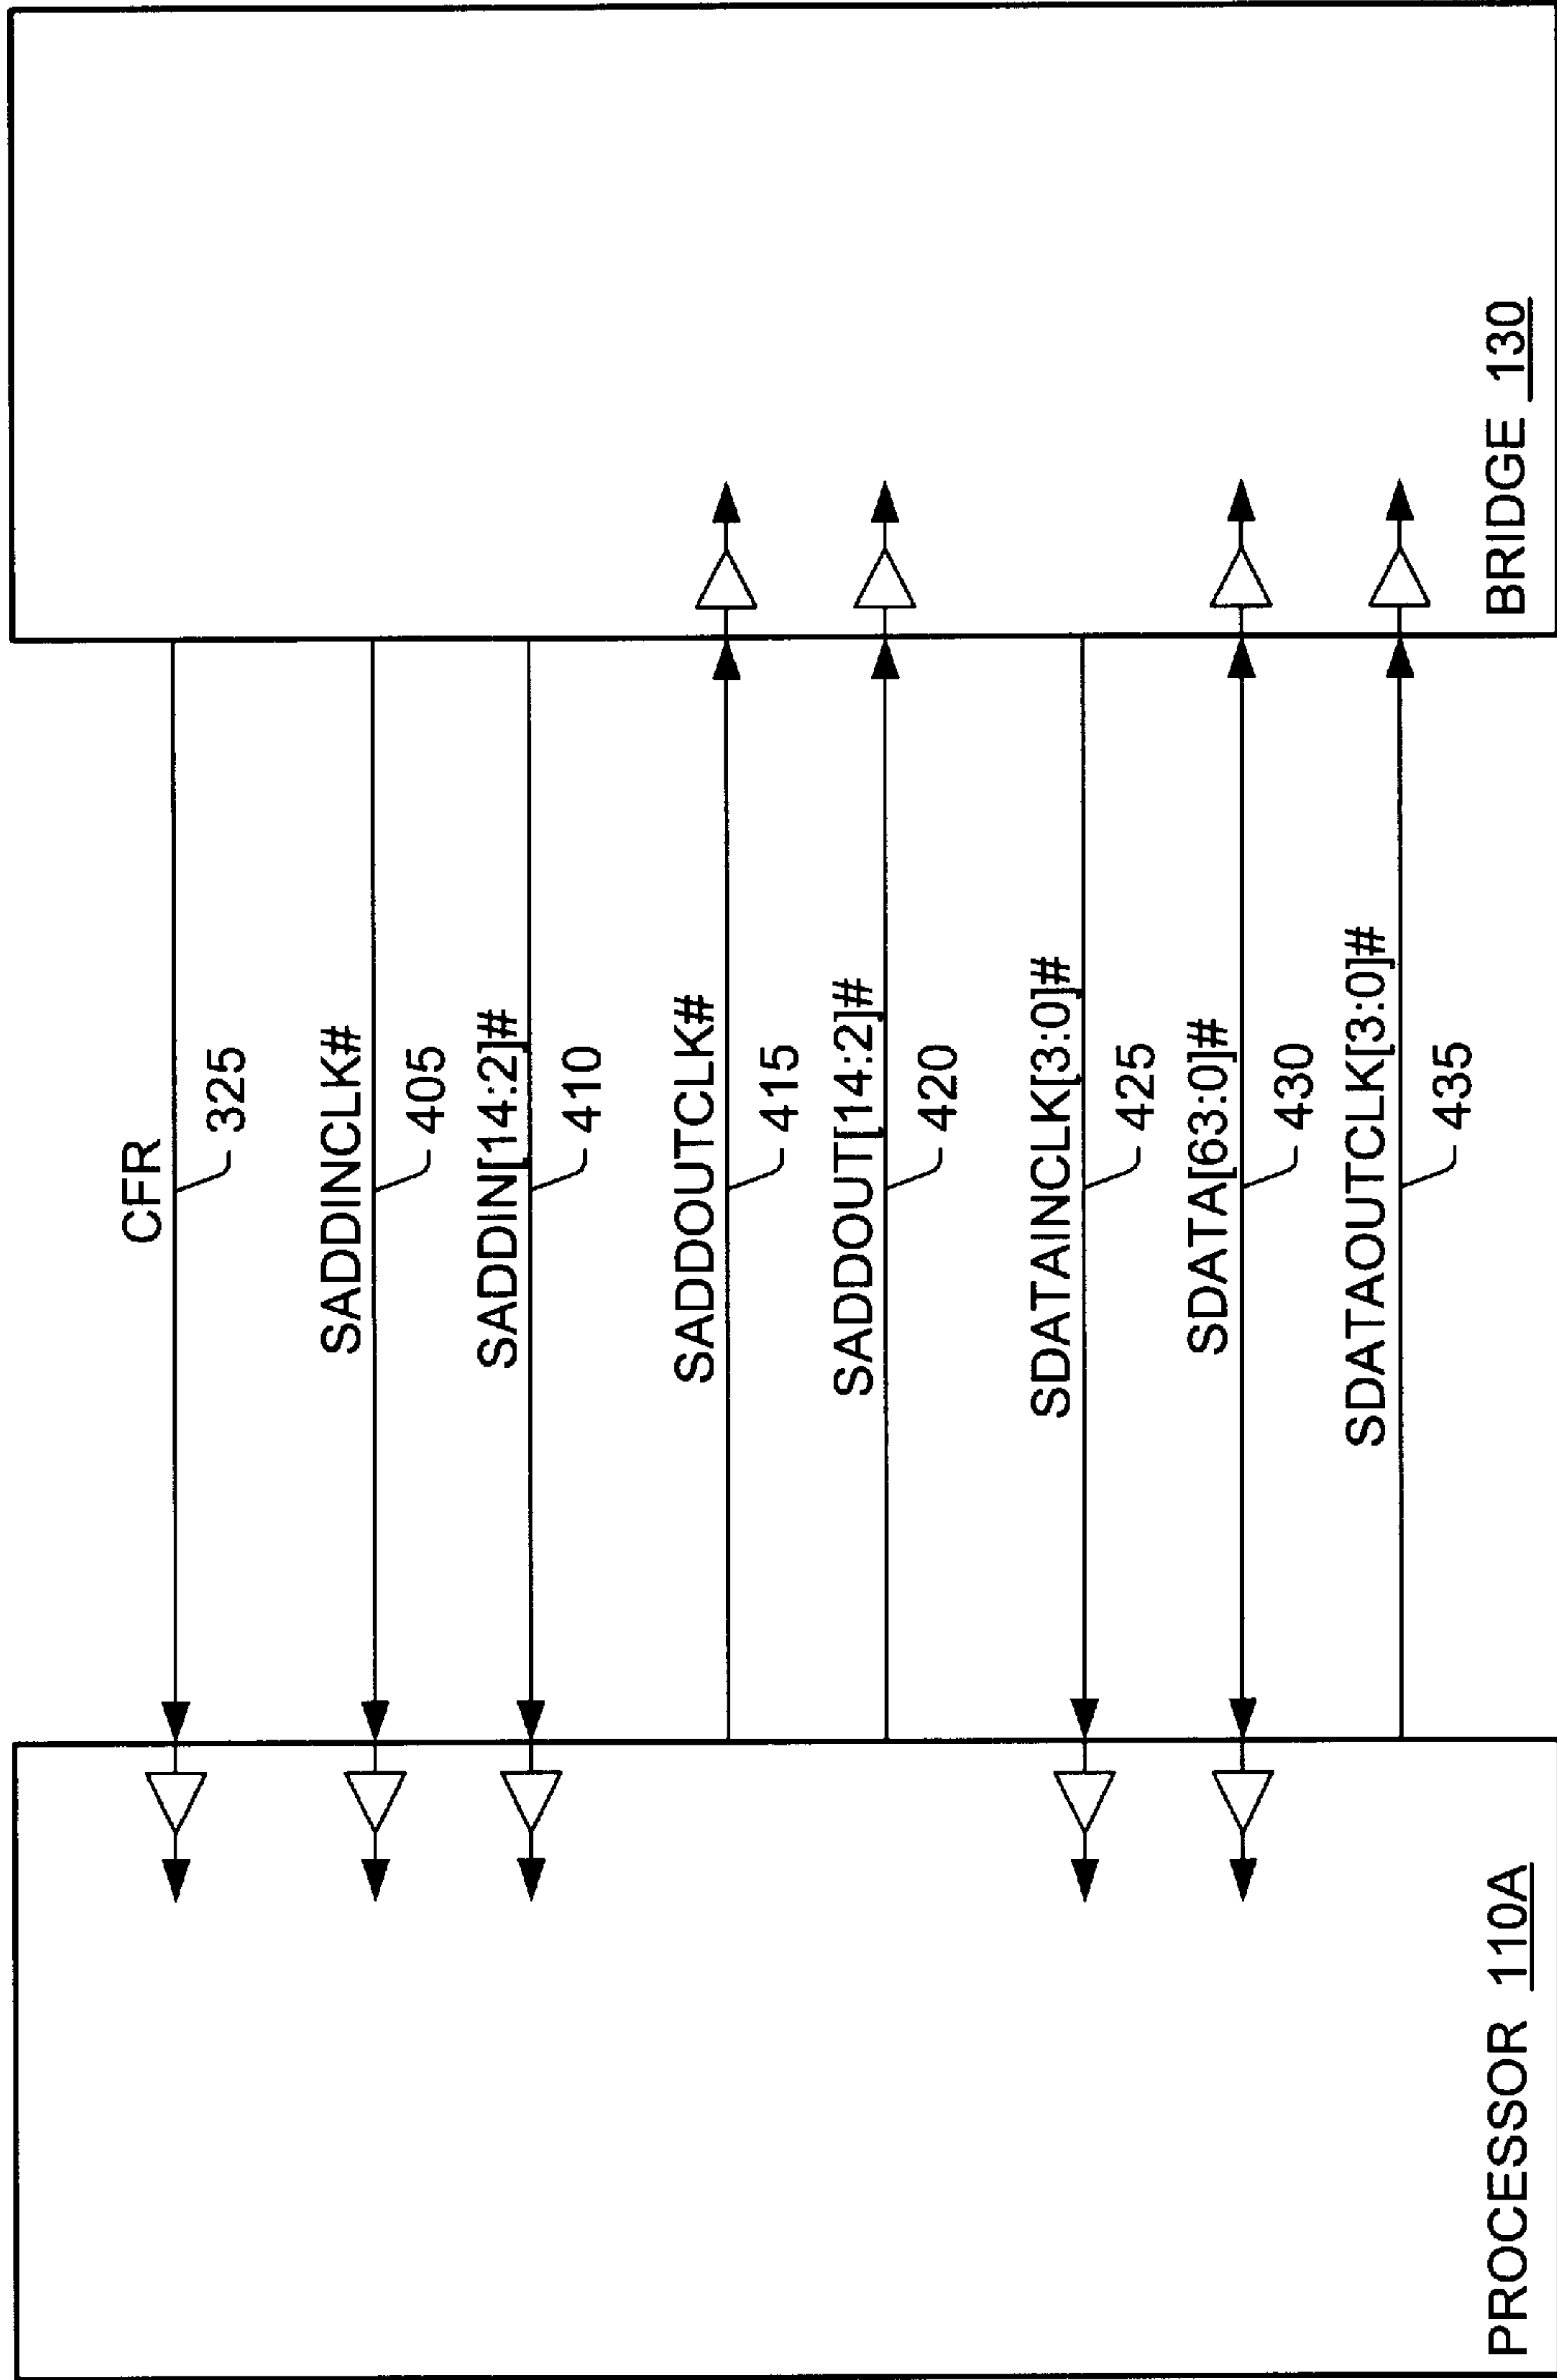 CFR
325
SADDINCLK#
405
SADDIN[14:2]#
410
SADDOUTCLK#
415
SADDOUT[14:2]#
420
SDATAINCLK[3:0]#
425
SDATA[63:0]#
430
SDATAOUTCLK[3:0]#
435
PROCESSOR 110A
BRIDGE 130